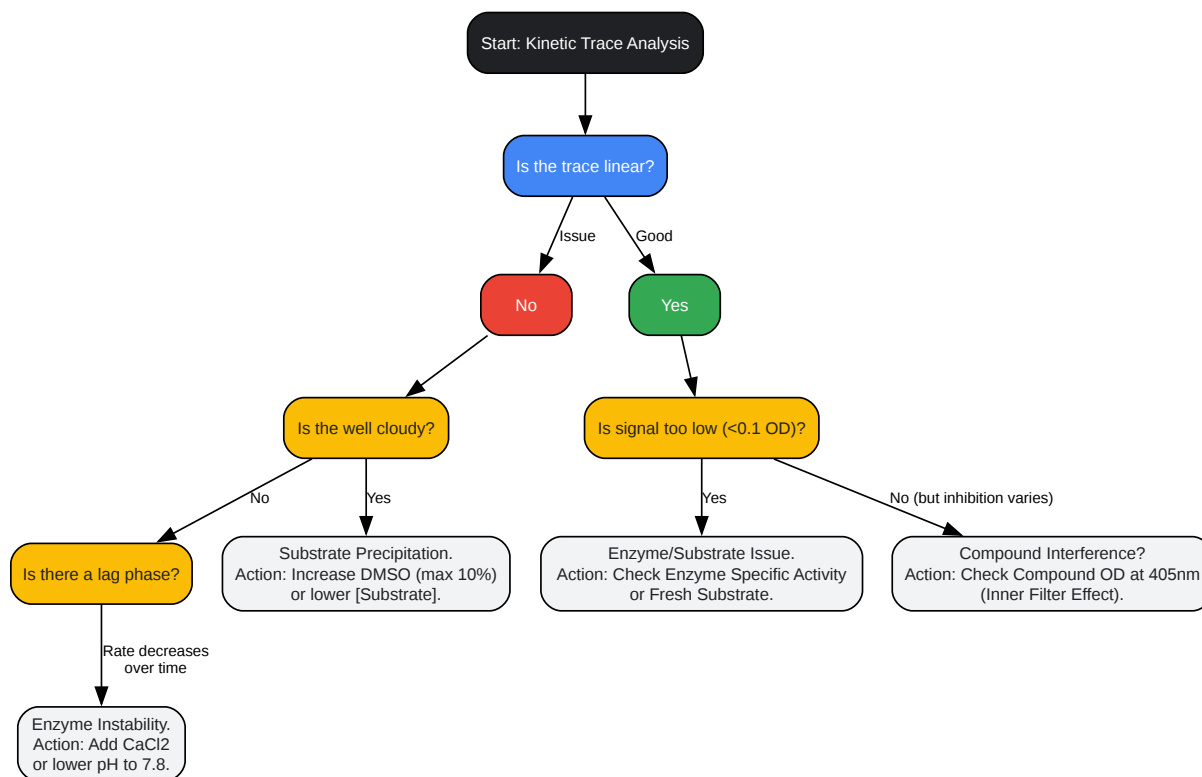 Start: Kinetic Trace Analysis
Is the trace linear?
Issue
Good
No
Yes
Is the well cloudy?
Is signal too low (<0.1 OD)?
No
Yes
Yes
No (but inhibition varies)
Is there a lag phase?
Substrate Precipitation.
Action: Increase DMSO (max 10%)
or lower [Substrate].
Enzyme/Substrate Issue.
Action: Check Enzyme Specific Activity
or Fresh Substrate.
Compound Interference?
Action: Check Compound OD at 405nm
(Inner Filter Effect).
Rate decreases
over time
Enzyme Instability.
Action: Add CaCl2
or lower pH to 7.8.